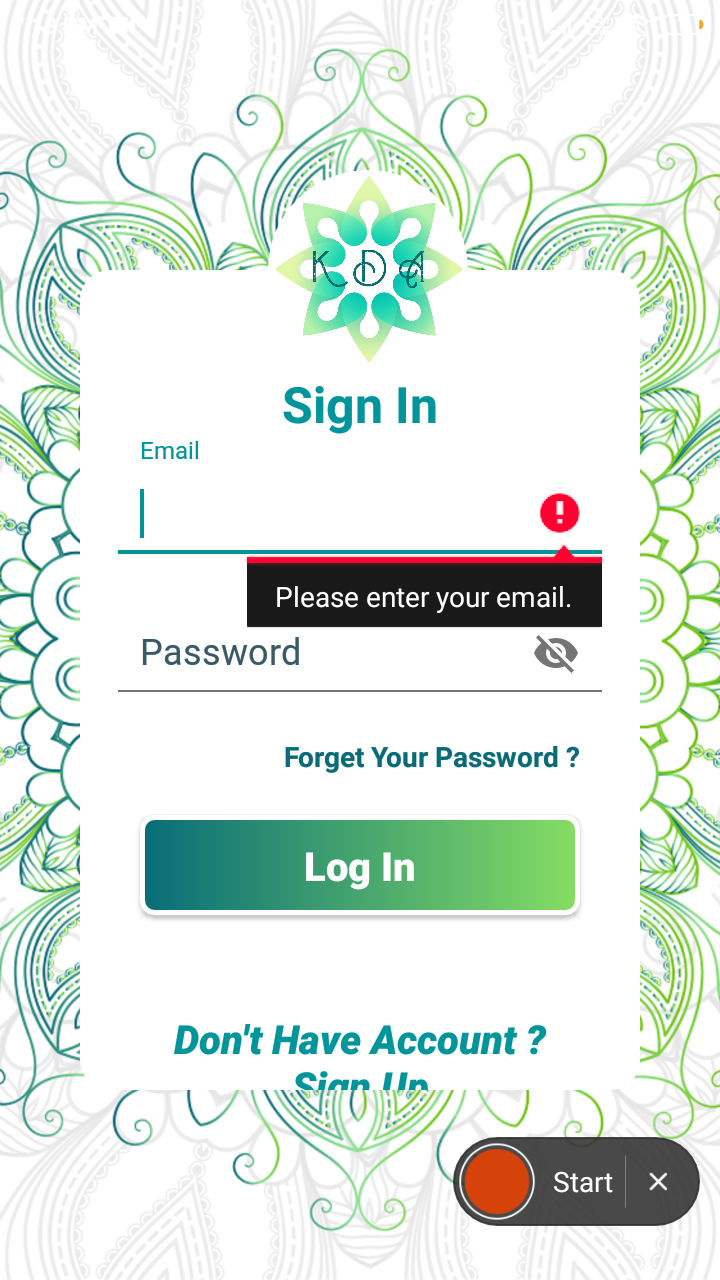 KDA
Sign In
Email
Please enter your email.
Password
Forget Your Password ?
Log In
Don't Have Account ?
Sign Up
Start